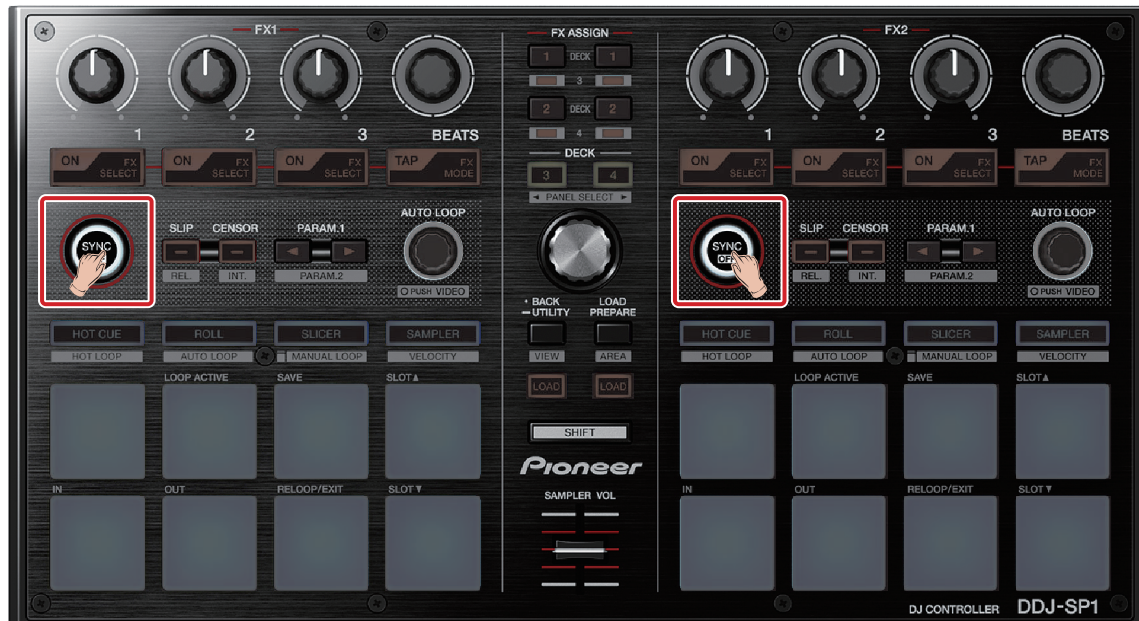 FX1
FX ASSIGN
FX2
1 DECK 1
3
2 DECK 2
4
1 2 3 BEATS
1 2 3 BEATS
ON FX SELECT
ON FX SELECT
ON FX SELECT
TAP FX MODE
DECK
3 4
◄ PANEL SELECT ►
ON FX SELECT
ON FX SELECT
ON FX SELECT
TAP FX MODE
SYNC
SLIP CENSOR PARAM.1 AUTO LOOP
REL. INT. PARAM.2 PUSH VIDEO
SYNC
OFF
SLIP CENSOR PARAM.1 AUTO LOOP
REL. INT. PARAM.2 PUSH VIDEO
• BACK
━ UTILITY
LOAD
PREPARE
VIEW AREA
LOAD LOAD
SHIFT
Pioneer
SAMPLER VOL
HOT CUE ROLL SLICER SAMPLER
HOT LOOP AUTO LOOP MANUAL LOOP VELOCITY
LOOP ACTIVE SAVE SLOT▲
IN OUT RELOOP/EXIT SLOT▼
HOT CUE ROLL SLICER SAMPLER
HOT LOOP AUTO LOOP MANUAL LOOP VELOCITY
LOOP ACTIVE SAVE SLOT▲
IN OUT RELOOP/EXIT SLOT▼
DJ CONTROLLER DDJ-SP1